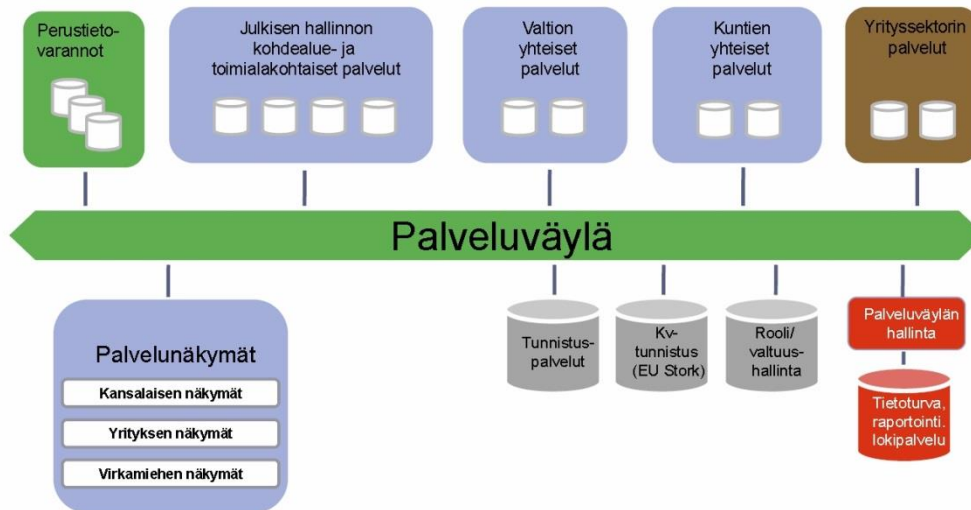 Perustieto-
varannot
Julkisen hallinnon
kohdealue- ja
toimialakohtaiset palvelut
Valtion
yhteiset
palvelut
Kuntien
yhteiset
palvelut
Yrityssektorin
palvelut
Palveluväylä
Palvelunäkymät
Kansalaisen näkymät
Yrityksen näkymät
Virkamiehen näkymät
Tunnistus-
palvelut
Kv-
tunnistus
(EU Stork)
Rooli/
valtuus-
hallinta
Palveluväylän
hallinta
Tietoturva,
raportointi.
lokipalvelu